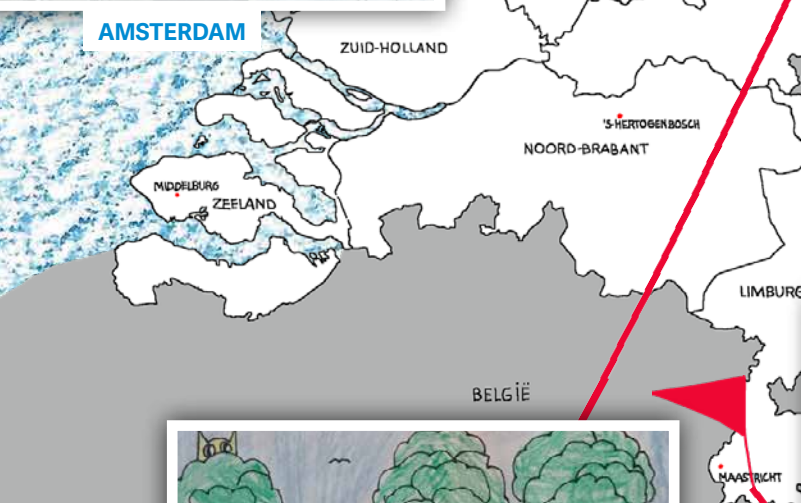 AMSTERDAM
ZUID-HOLLAND
'S-HERTOGENBOSCH
NOORD-BRABANT
MIDDELBURG
ZEELAND
LIMBURG
BELGIË
MAASTRICHT